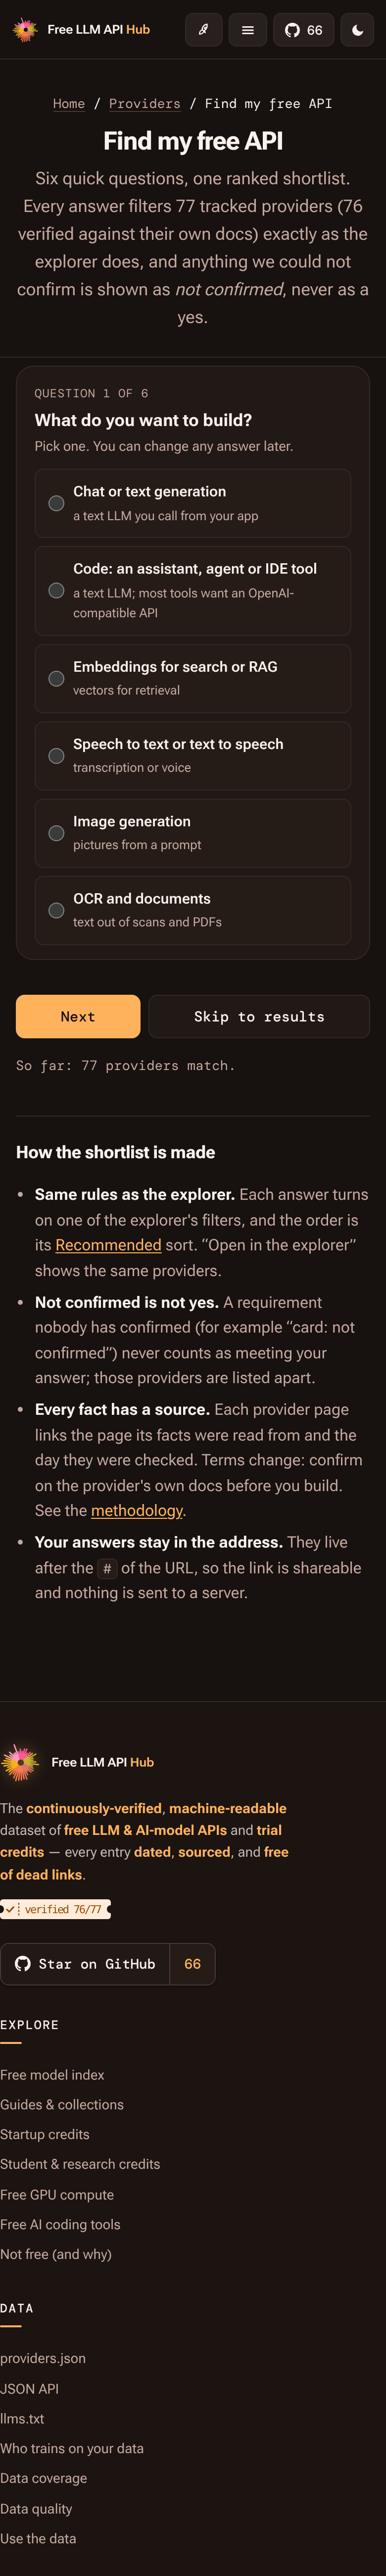 Free LLM API Hub
66
Home / Providers / Find my free API
Find my free API
Six quick questions, one ranked shortlist.
Every answer filters 77 tracked providers (76
verified against their own docs) exactly as the
explorer does, and anything we could not
confirm is shown as not confirmed, never as a
yes.
QUESTION 1 OF 6
What do you want to build?
Pick one. You can change any answer later.
Chat or text generation
a text LLM you call from your app
Code: an assistant, agent or IDE tool
a text LLM; most tools want an OpenAI-
compatible API
Embeddings for search or RAG
vectors for retrieval
Speech to text or text to speech
transcription or voice
Image generation
pictures from a prompt
OCR and documents
text out of scans and PDFs
Next
Skip to results
So far: 77 providers match.
How the shortlist is made
• Same rules as the explorer. Each answer turns
on one of the explorer's filters, and the order is
its Recommended sort. “Open in the explorer”
shows the same providers.
• Not confirmed is not yes. A requirement
nobody has confirmed (for example “card: not
confirmed”) never counts as meeting your
answer; those providers are listed apart.
• Every fact has a source. Each provider page
links the page its facts were read from and the
day they were checked. Terms change: confirm
on the provider's own docs before you build.
See the methodology.
• Your answers stay in the address. They live
after the # of the URL, so the link is shareable
and nothing is sent to a server.
Free LLM API Hub
The continuously-verified, machine-readable
dataset of free LLM & AI-model APIs and trial
credits — every entry dated, sourced, and free
of dead links.
verified 76/77
Star on GitHub 66
EXPLORE
Free model index
Guides & collections
Startup credits
Student & research credits
Free GPU compute
Free AI coding tools
Not free (and why)
DATA
providers.json
JSON API
llms.txt
Who trains on your data
Data coverage
Data quality
Use the data